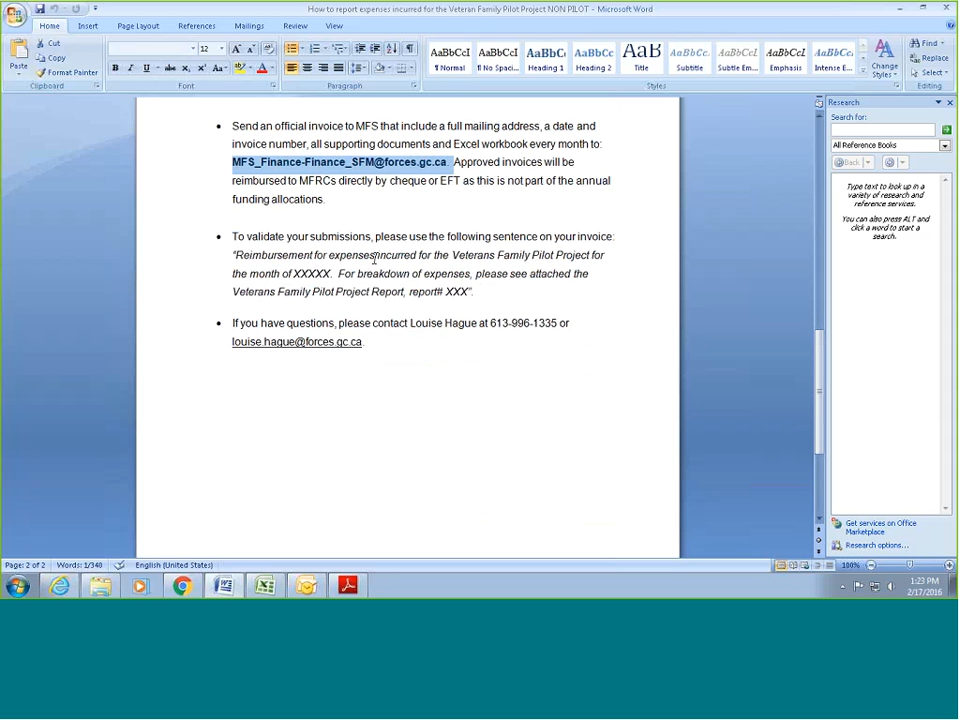 How to report expenses incurred for the Veteran Family Pilot Project NON PILOT - Microsoft Word
Home Insert Page Layout References Mailings Review View
Cut
Copy
Format Painter
Paste
Clipboard
12
Font
Paragraph
AaBbCcI AaBbCcI AaBbC AaBbCc AaB AaBbCc. AaBbCcI AaBbCcI AaBbCcI
¶ Normal ¶ No Spaci... Heading 1 Heading 2 Title Subtitle Subtle Em... Emphasis Intense E...
Styles
Change Styles
Find
Replace
Select
Editing
• Send an official invoice to MFS that include a full mailing address, a date and
invoice number, all supporting documents and Excel workbook every month to:
MFS_Finance-Finance_SFM@forces.gc.ca. Approved invoices will be
reimbursed to MFRCs directly by cheque or EFT as this is not part of the annual
funding allocations.
• To validate your submissions, please use the following sentence on your invoice:
“Reimbursement for expenses incurred for the Veterans Family Pilot Project for
the month of XXXXX. For breakdown of expenses, please see attached the
Veterans Family Pilot Project Report, report# XXX”.
• If you have questions, please contact Louise Hague at 613-996-1335 or
louise.hague@forces.gc.ca.
Research
Search for:
All Reference Books
Back
Type text to look up in a
variety of research and
reference services.
You can also press ALT and
click a word to start a
search.
Get services on Office
Marketplace
Research options...
Page: 2 of 2 Words: 1/340 English (United States) 100%
1:23 PM
2/17/2016